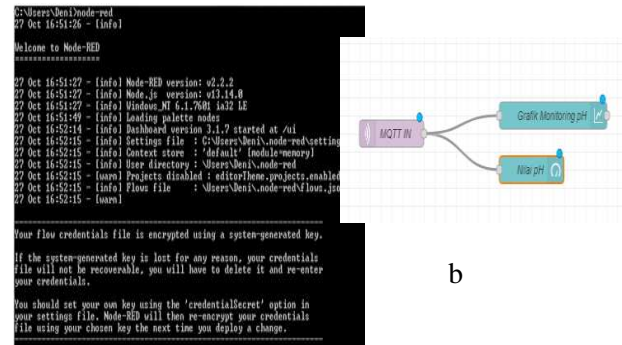 C:\Users\Deni>node-red
27 Oct 16:51:26 - [info]
Welcome to Node-RED
===================
27 Oct 16:51:27 - [info] Node-RED version: v2.2.2
27 Oct 16:51:27 - [info] Node.js version: v13.14.0
27 Oct 16:51:27 - [info] Windows_NT 6.1.7601 ia32 LE
27 Oct 16:51:49 - [info] Loading palette nodes
27 Oct 16:52:14 - [info] Dashboard version 3.1.7 started at /ui
27 Oct 16:52:15 - [info] Settings file : C:\Users\Deni\.node-red\setting
27 Oct 16:52:15 - [info] Context store : 'default' [module=memory]
27 Oct 16:52:15 - [info] User directory : \Users\Deni\.node-red
27 Oct 16:52:15 - [warn] Projects disabled : editorTheme.projects.enabled
27 Oct 16:52:15 - [info] Flows file : \Users\Deni\.node-red\flows.jso
27 Oct 16:52:15 - [warn]
Your flow credentials file is encrypted using a system-generated key.
If the system-generated key is lost for any reason, your credentials
file will not be recoverable, you will have to delete it and re-enter
your credentials.
You should set your own key using the 'credentialSecret' option in
your settings file. Node-RED will then re-encrypt your credentials
file using your chosen key the next time you deploy a change.
MQTT IN
Grafik Monitoring pH
Nilai pH
b